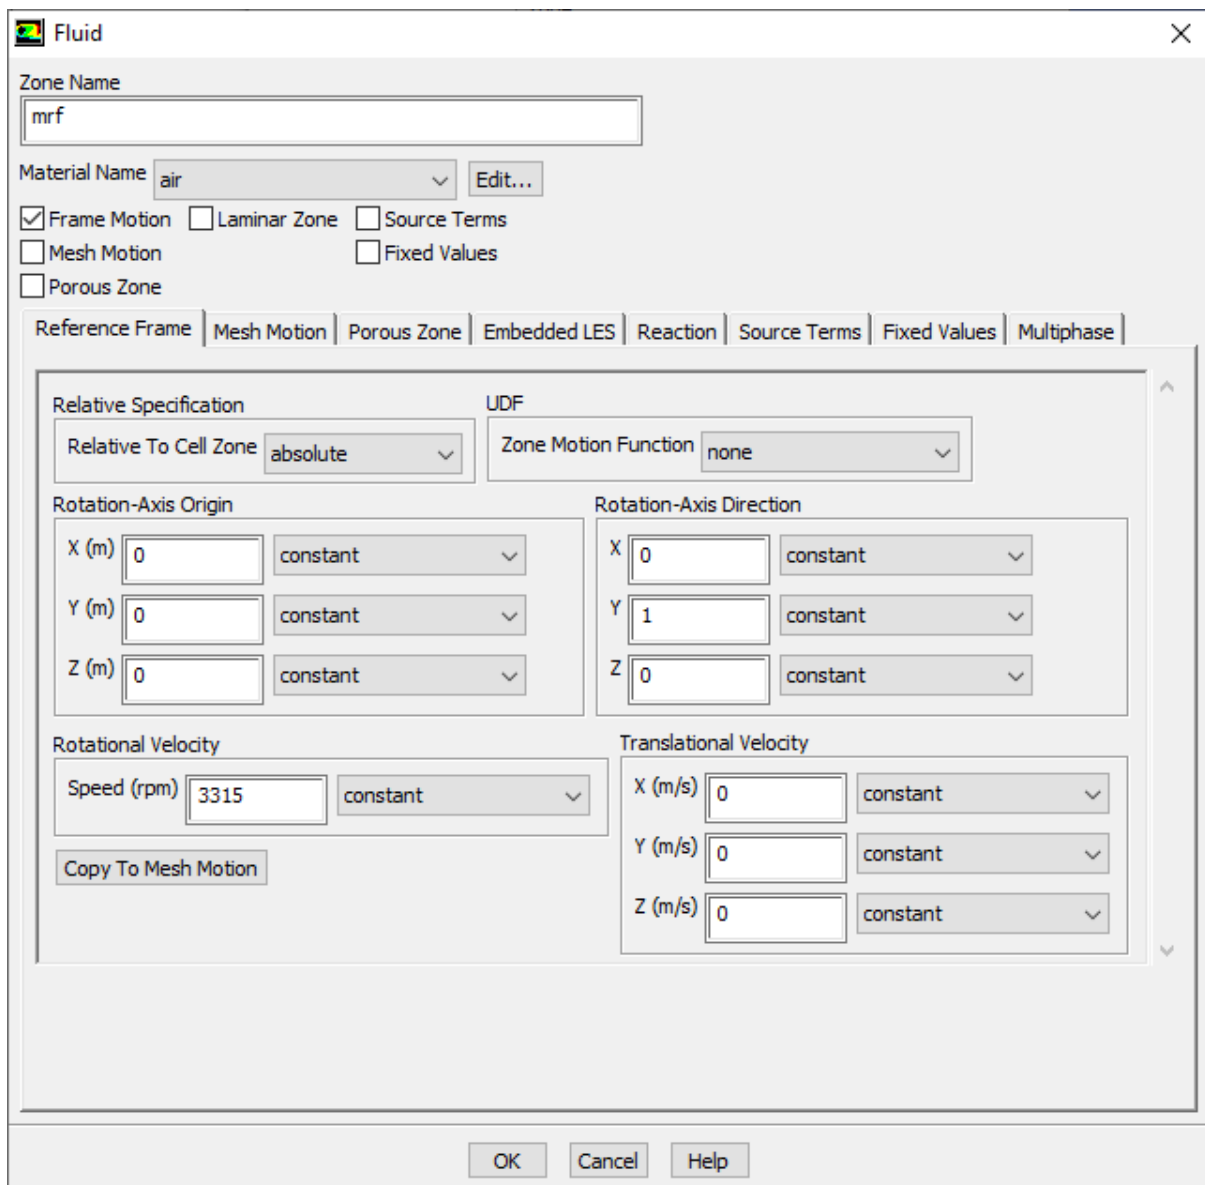 Fluid
Zone Name
mrf
Material Name air Edit...
Frame Motion Laminar Zone Source Terms
Mesh Motion Fixed Values
Porous Zone
Reference Frame Mesh Motion Porous Zone Embedded LES Reaction Source Terms Fixed Values Multiphase
Relative Specification UDF
Relative To Cell Zone absolute Zone Motion Function none
Rotation-Axis Origin Rotation-Axis Direction
X (m) 0 constant X 0 constant
Y (m) 0 constant Y 1 constant
Z (m) 0 constant Z 0 constant
Rotational Velocity Translational Velocity
Speed (rpm) 3315 constant X (m/s) 0 constant
Y (m/s) 0 constant
Copy To Mesh Motion
Z (m/s) 0 constant
OK Cancel Help